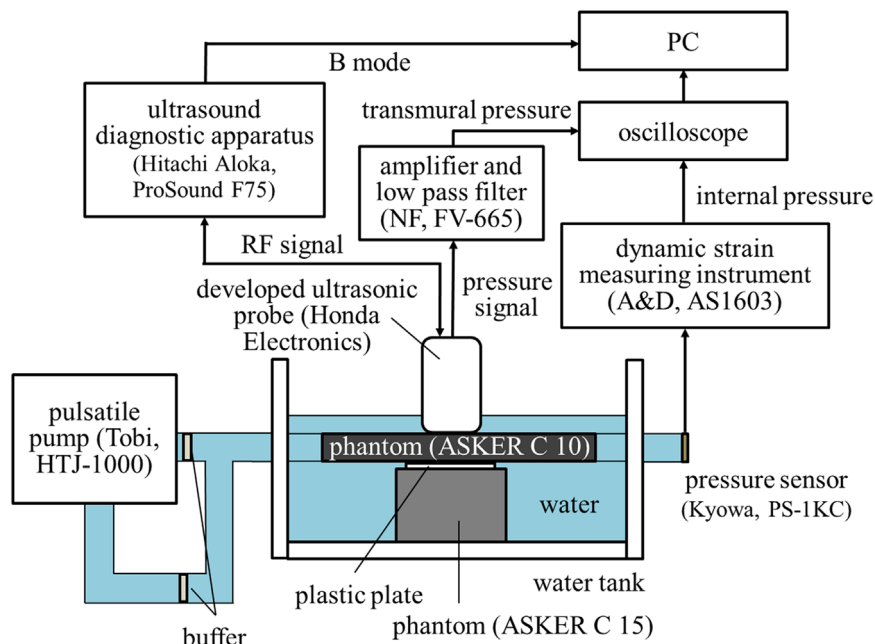 PC
B mode
ultrasound
diagnostic apparatus
(Hitachi Aloka,
ProSound F75)
transmural pressure
oscilloscope
amplifier and
low pass filter
(NF, FV-665)
internal pressure
RF signal
dynamic strain
measuring instrument
(A&D, AS1603)
developed ultrasonic
probe (Honda
Electronics)
pressure
signal
pulsatile
pump (Tobi,
HTJ-1000)
phantom (ASKER C 10)
pressure sensor
(Kyowa, PS-1KC)
water
plastic plate
water tank
phantom (ASKER C 15)
buffer